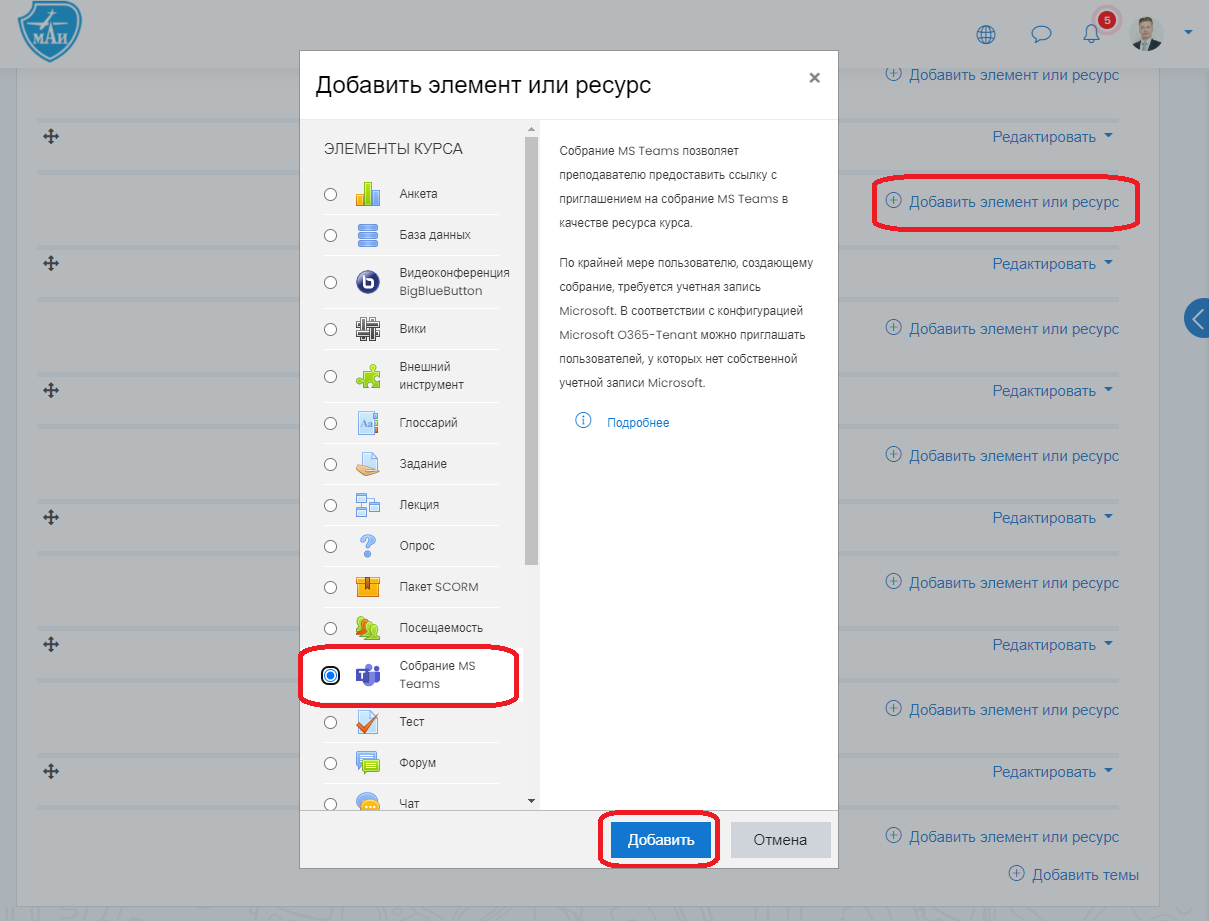 МАИ
5
Добавить элемент или ресурс
Редактировать
Добавить элемент или ресурс
Редактировать
Добавить элемент или ресурс
Редактировать
Добавить элемент или ресурс
Редактировать
Добавить элемент или ресурс
Редактировать
Добавить элемент или ресурс
Редактировать
Добавить элемент или ресурс
Добавить темы
Добавить элемент или ресурс
×
ЭЛЕМЕНТЫ КУРСА
Анкета
База данных
Видеоконференция
BigBlueButton
Вики
Внешний
инструмент
Глоссарий
Задание
Лекция
Опрос
Пакет SCORM
Посещаемость
Собрание MS
Teams
Тест
Форум
Чат
Собрание MS Teams позволяет
преподавателю предоставить ссылку с
приглашением на собрание MS Teams в
качестве ресурса курса.
По крайней мере пользователю, создающему
собрание, требуется учетная запись
Microsoft. В соответствии с конфигурацией
Microsoft O365-Tenant можно приглашать
пользователей, у которых нет собственной
учетной записи Microsoft.
Подробнее
Добавить
Отмена